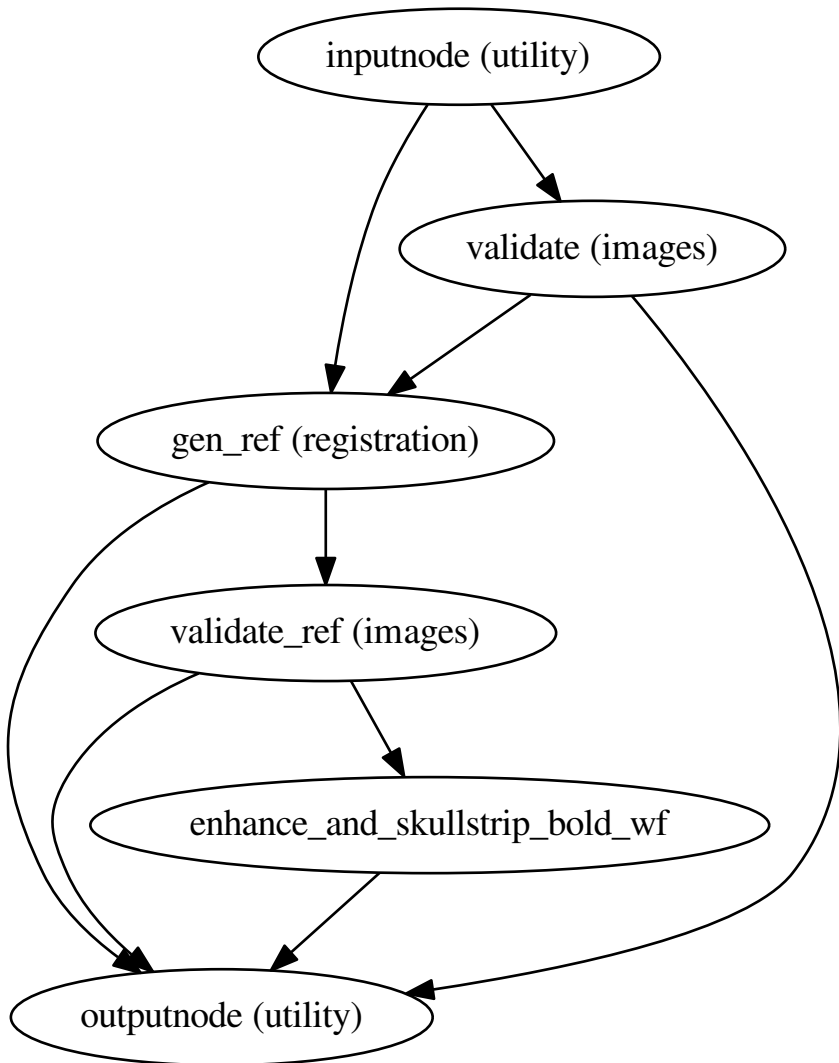 inputnode (utility)
validate (images)
gen_ref (registration)
validate_ref (images)
enhance_and_skullstrip_bold_wf
outputnode (utility)